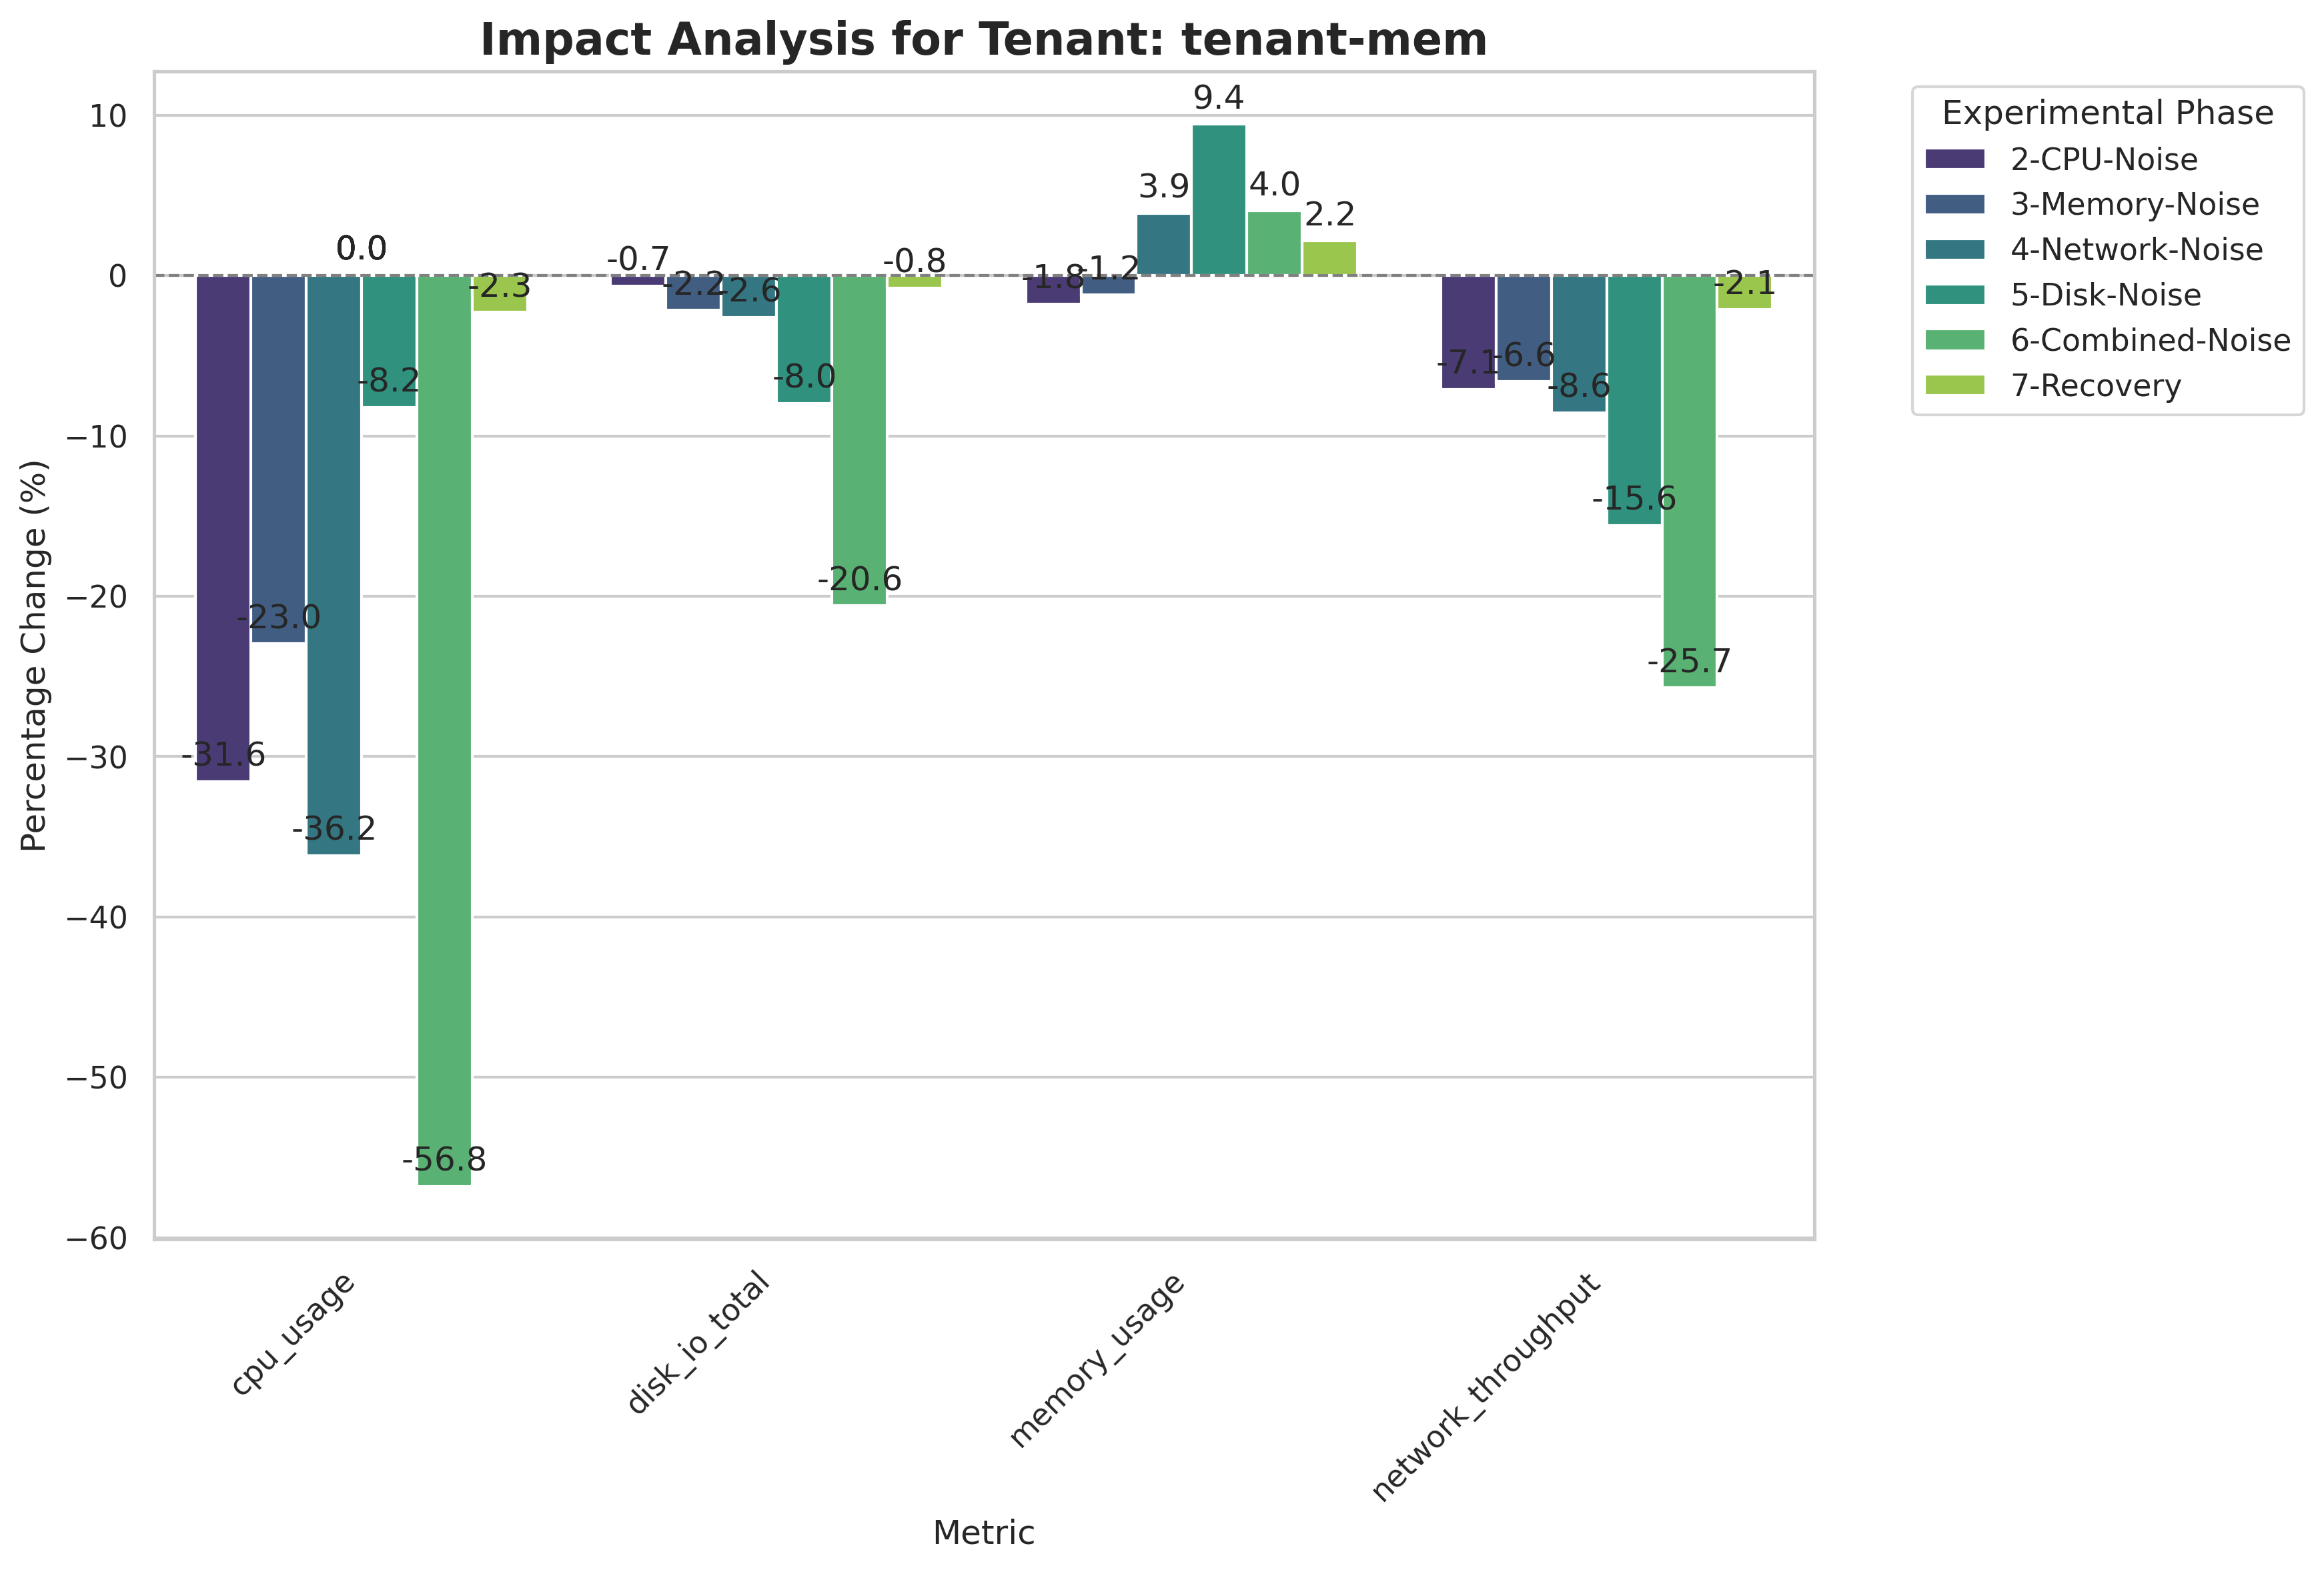 Impact Analysis for Tenant: tenant-mem
Percentage Change (%)
10
0
−10
−20
−30
−40
−50
−60
-31.6
-23.0
-36.2
0.0
-8.2
-56.8
-2.3
-0.7
-2.2
-2.6
-8.0
-20.6
-0.8
-1.8
-1.2
3.9
9.4
4.0
2.2
-7.1
-6.6
-8.6
-15.6
-25.7
-2.1
cpu_usage
disk_io_total
memory_usage
network_throughput
Metric
Experimental Phase
2-CPU-Noise
3-Memory-Noise
4-Network-Noise
5-Disk-Noise
6-Combined-Noise
7-Recovery